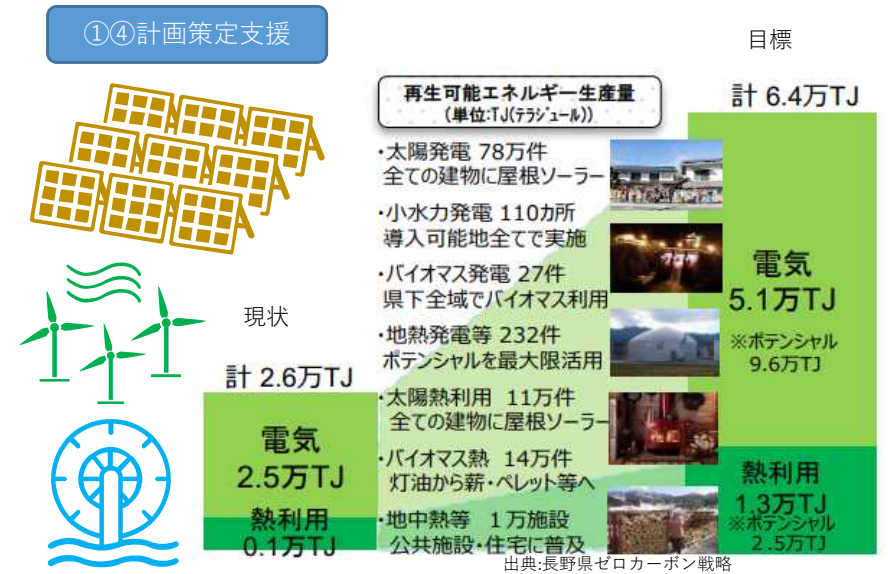 ①④計画策定支援
目標
再生可能エネルギー生産量
(単位:TJ(テラジュール))
計 6.4万TJ
・太陽発電 78万件
全ての建物に屋根ソーラー
・小水力発電 110カ所
導入可能地全てで実施
・バイオマス発電 27件
県下全域でバイオマス利用
・地熱発電等 232件
ポテンシャルを最大限活用
・太陽熱利用 11万件
全ての建物に屋根ソーラー
・バイオマス熱 14万件
灯油から薪・ペレット等へ
・地中熱等 1万施設
公共施設・住宅に普及
電気
5.1万TJ
※ポテンシャル
9.6万TJ
熱利用
1.3万TJ
※ポテンシャル
2.5万TJ
現状
計 2.6万TJ
電気
2.5万TJ
熱利用
0.1万TJ
出典:長野県ゼロカーボン戦略